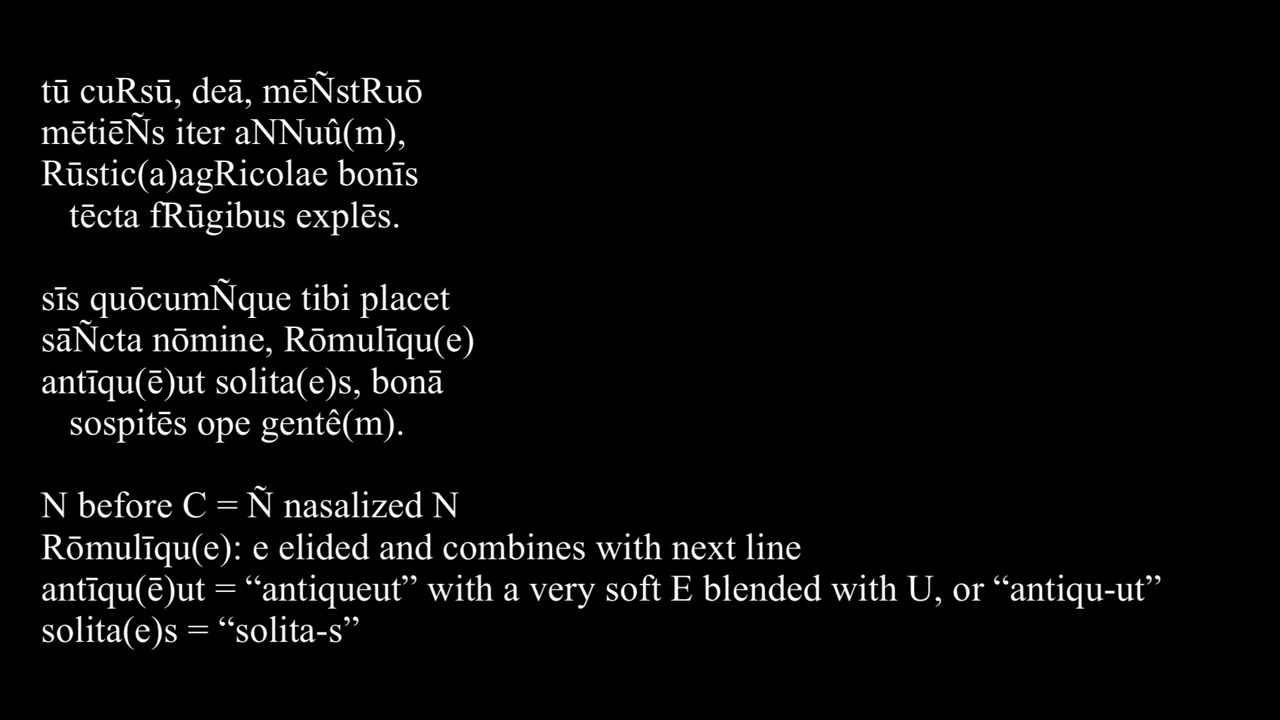 tū cuRsū, deā, mēÑstRuō
mētiēÑs iter aNNuû(m),
Rūstic(a)agRicolae bonīs
tēcta fRūgibus explēs.
sīs quōcumÑque tibi placet
sāÑcta nōmine, Rōmulīqu(e)
antīqu(ē)ut solita(e)s, bonā
sospitēs ope gentê(m).
N before C = Ñ nasalized N
Rōmulīqu(e): e elided and combines with next line
antīqu(ē)ut = “antiqueut” with a very soft E blended with U, or “antiqu-ut”
solita(e)s = “solita-s”